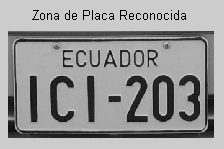 Zona de Placa Reconocida
ECUADOR
ICI-203